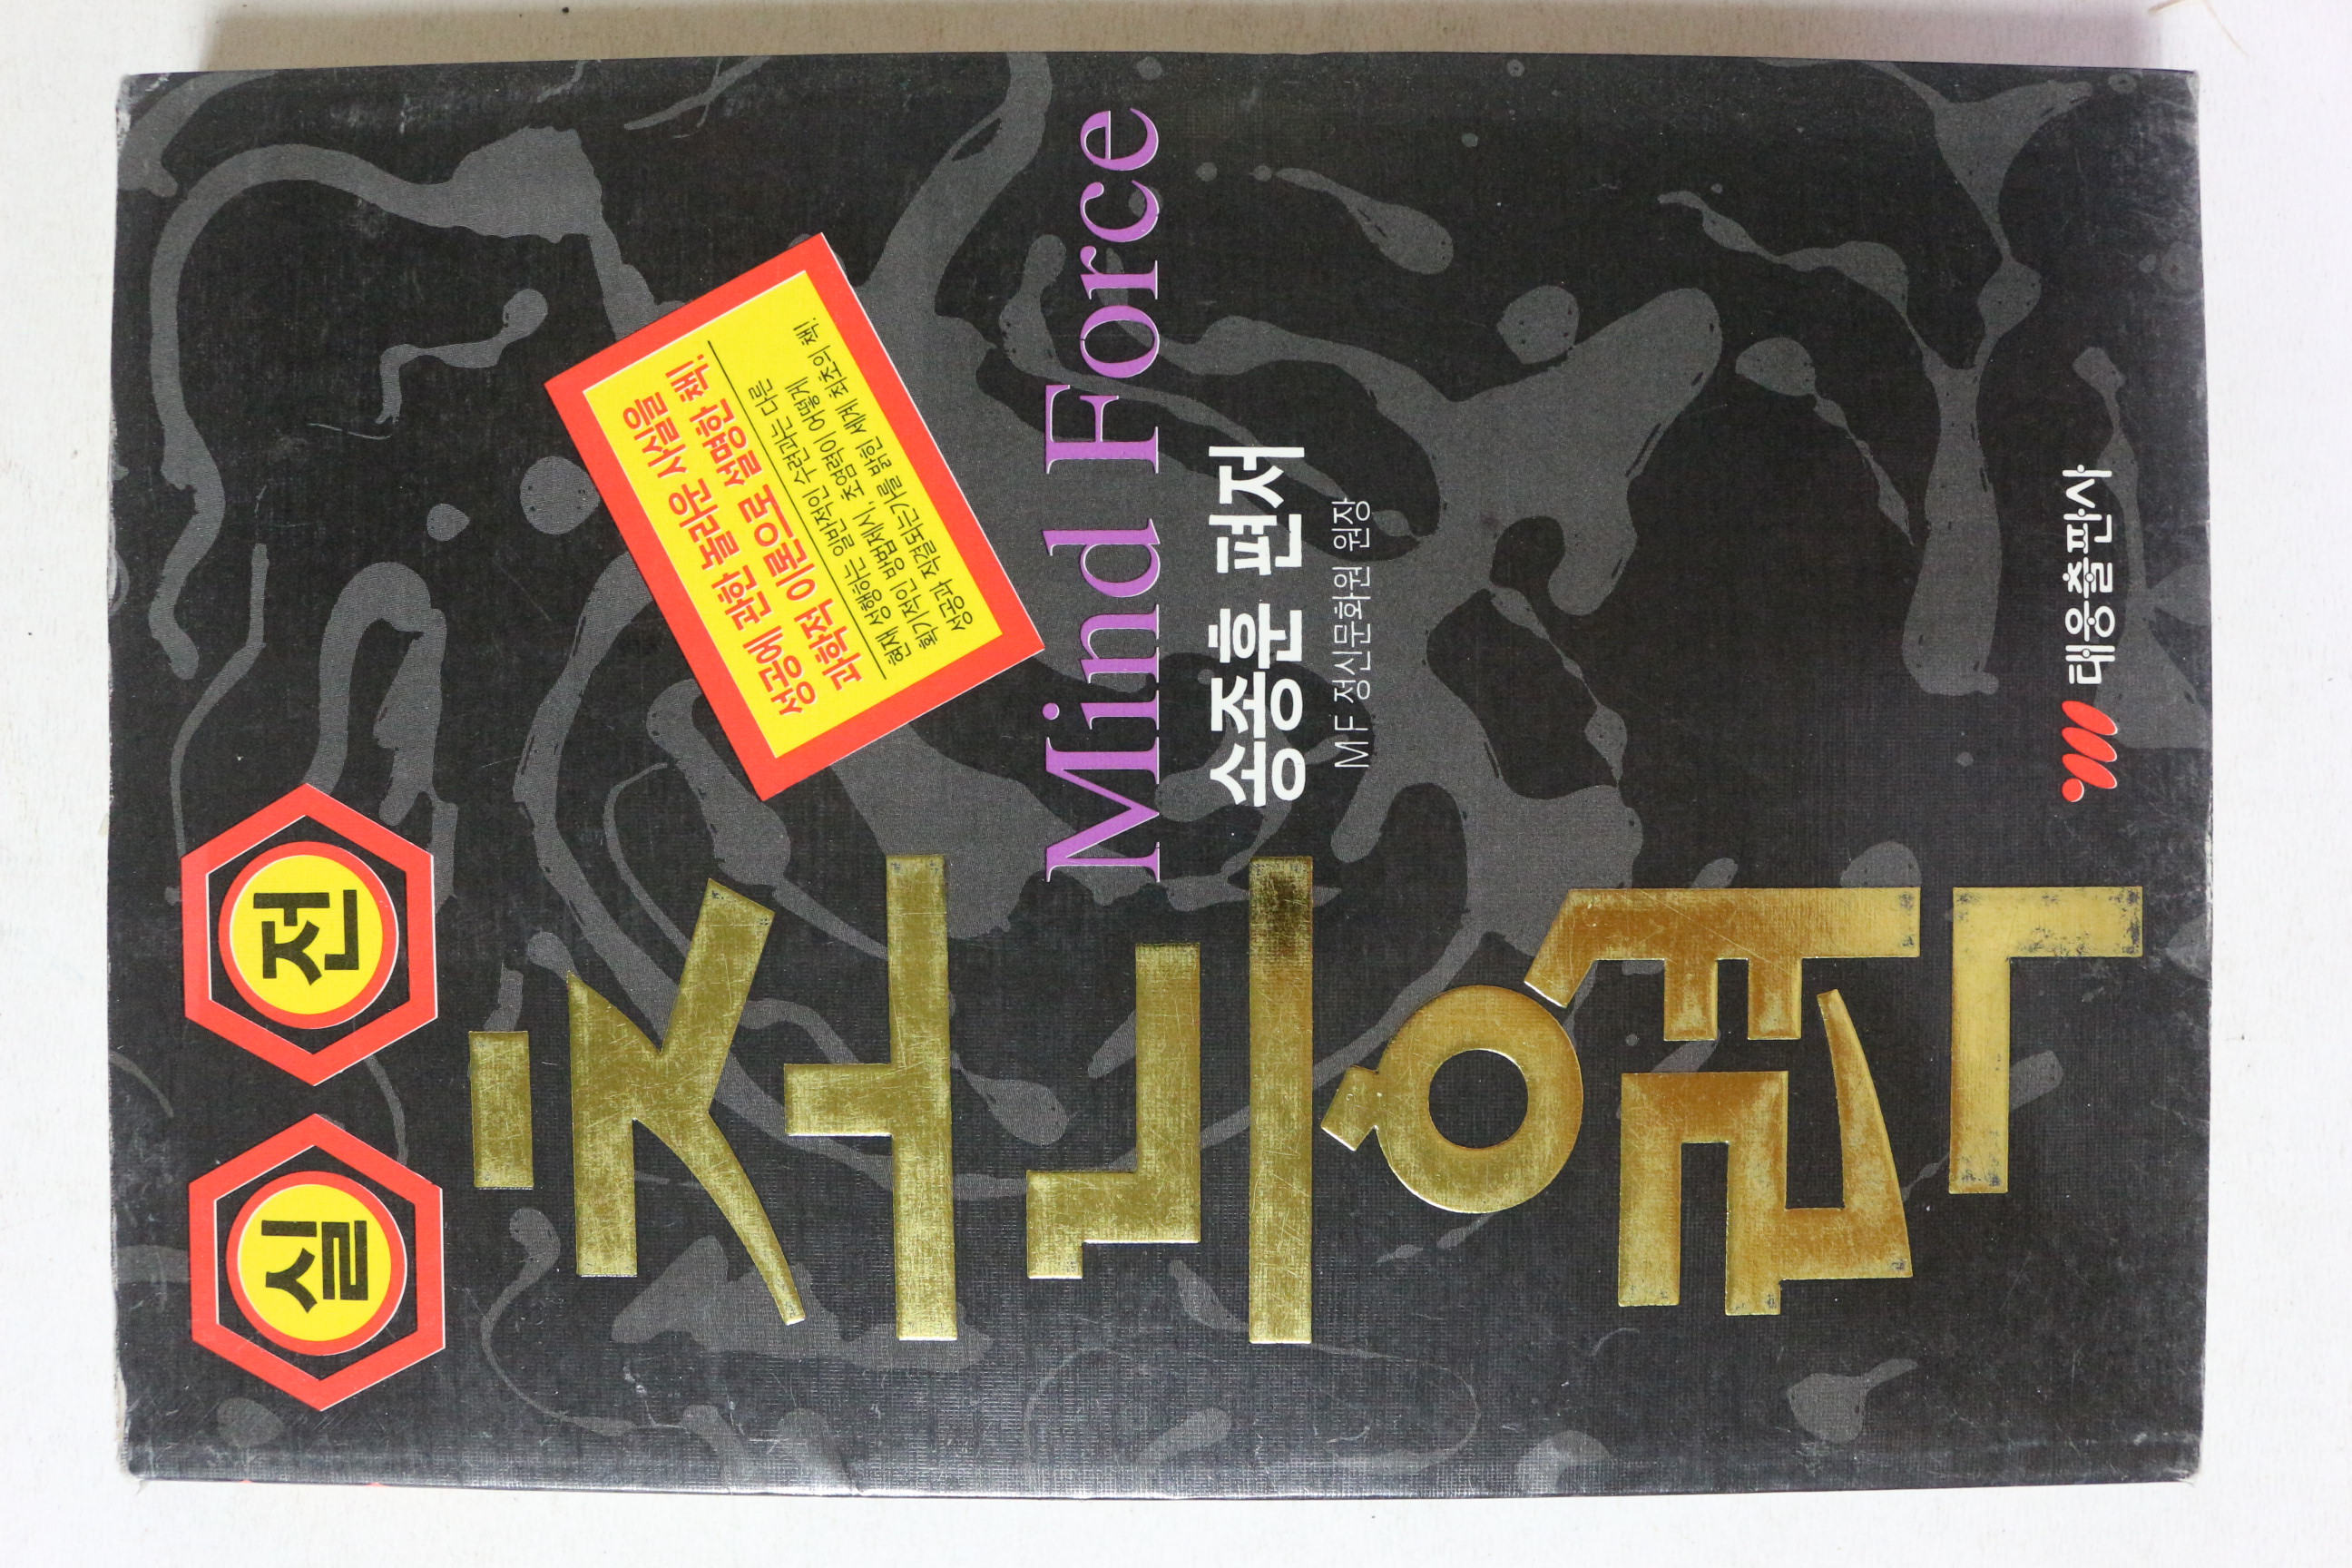 실전
초능력
성공에 관한 놀라운 사실을
과학적 이론으로 설명한 책!
현재 성행하는 일반적인 수련과는 다른
획기적인 방법제시, 초능력이 어떻게
성공과 직결되는가를 밝힌 세계 최초의 책!
Mind Force
송종훈 편저
MF 정신문화원 원장
태웅출판사